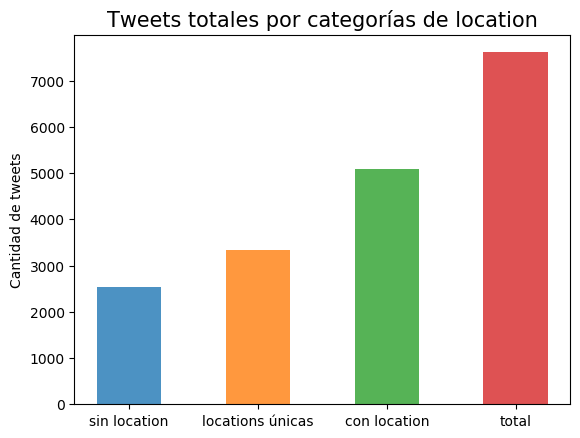 Tweets totales por categorías de location
Cantidad de tweets
7000
6000
5000
4000
3000
2000
1000
0
sin location
locations únicas
con location
total